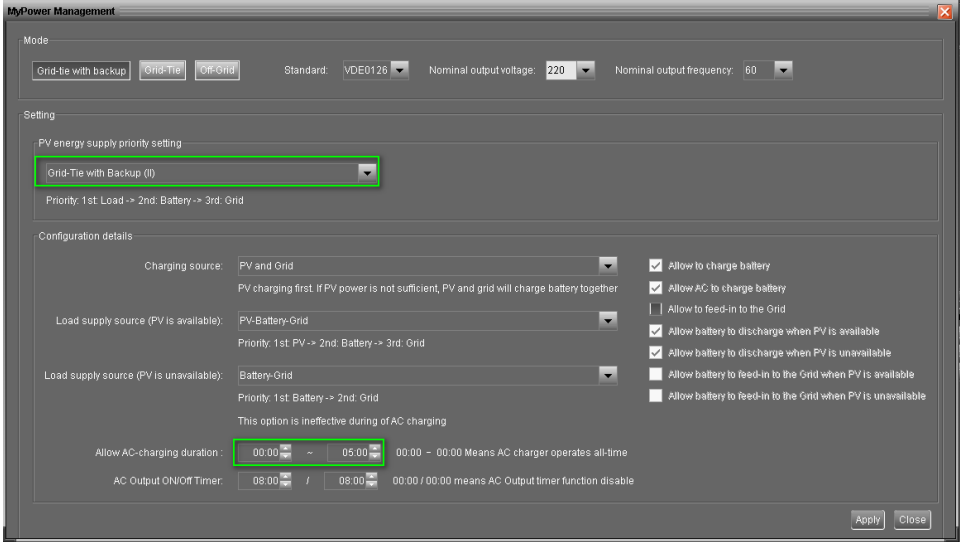 MyPower Management
Mode
Grid-tie with backup Grid-Tie Off-Grid Standard: VDE0126 Nominal output voltage: 220 Nominal output frequency: 60
Setting
PV energy supply priority setting
Grid-Tie with Backup (II)
Priority: 1st: Load -> 2nd: Battery -> 3rd: Grid
Configuration details
Charging source: PV and Grid
PV charging first. If PV power is not sufficient, PV and grid will charge battery together
Load supply source (PV is available): PV-Battery-Grid
Priority: 1st: PV -> 2nd: Battery -> 3rd: Grid
Load supply source (PV is unavailable): Battery-Grid
Priority: 1st: Battery -> 2nd: Grid
This option is ineffective during of AC charging
Allow to charge battery
Allow AC to charge battery
Allow to feed-in to the Grid
Allow battery to discharge when PV is available
Allow battery to discharge when PV is unavailable
Allow battery to feed-in to the Grid when PV is available
Allow battery to feed-in to the Grid when PV is unavailable
Allow AC-charging duration : 00:00 ~ 05:00 00:00 - 00:00 Means AC charger operates all-time
AC Output ON/Off Timer: 08:00 / 08:00 00:00 / 00:00 means AC Output timer function disable
Apply Close